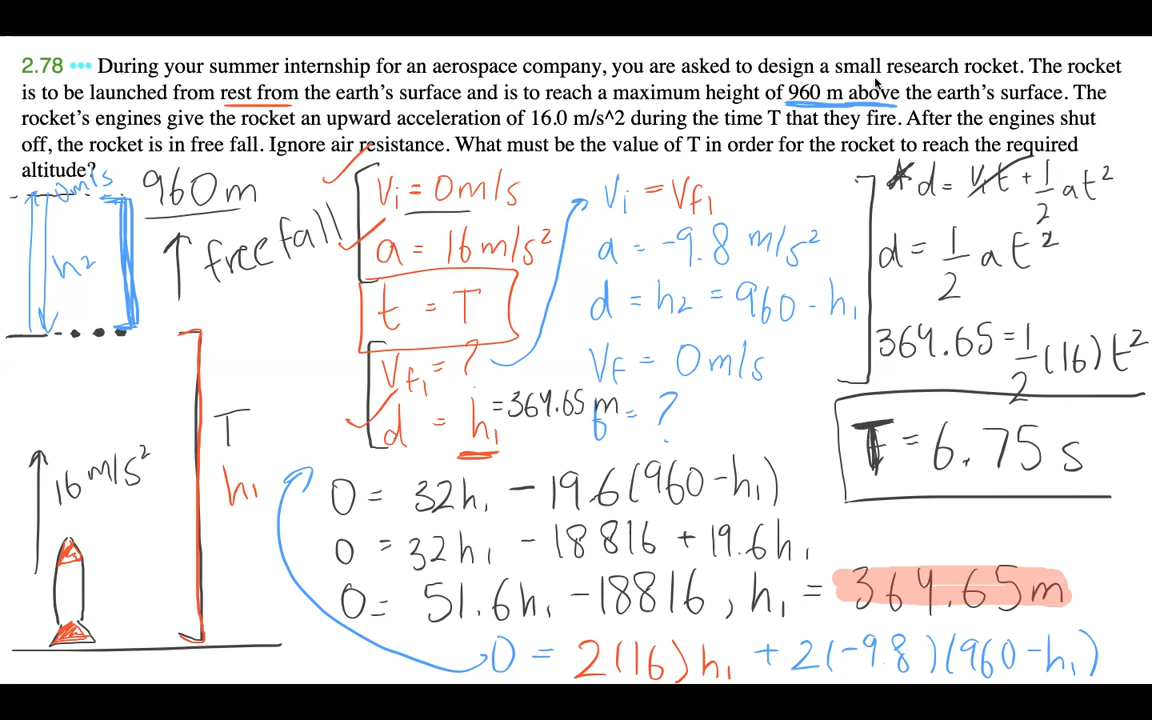 2.78 ••• During your summer internship for an aerospace company, you are asked to design a small research rocket. The rocket
is to be launched from rest from the earth's surface and is to reach a maximum height of 960 m above the earth's surface. The
rocket's engines give the rocket an upward acceleration of 16.0 m/s^2 during the time T that they fire. After the engines shut
off, the rocket is in free fall. Ignore air resistance. What must be the value of T in order for the rocket to reach the required
altitude?
0m/s
960m
h2
↑ free fall
16 m/s²
T
h₁
Vi = 0m/s
a = 16m/s²
t = T
Vf₁ = ?
d = h₁ = 364.65 m
Vi = Vf₁
a = -9.8 m/s²
d = h2 = 960 - h₁
VF = 0m/s
t = ?
* d = Vit + 1/2 at²
d = 1/2 at²
364.65 = 1/2 (16) t²
T = 6.75 s
0 = 32h₁ - 19.6(960-h₁)
0 = 32h₁ - 18816 + 19.6h₁
0 = 51.6h₁ - 18816, h₁ = 364.65m
0 = 2(16)h₁ + 2(-9.8)(960-h₁)